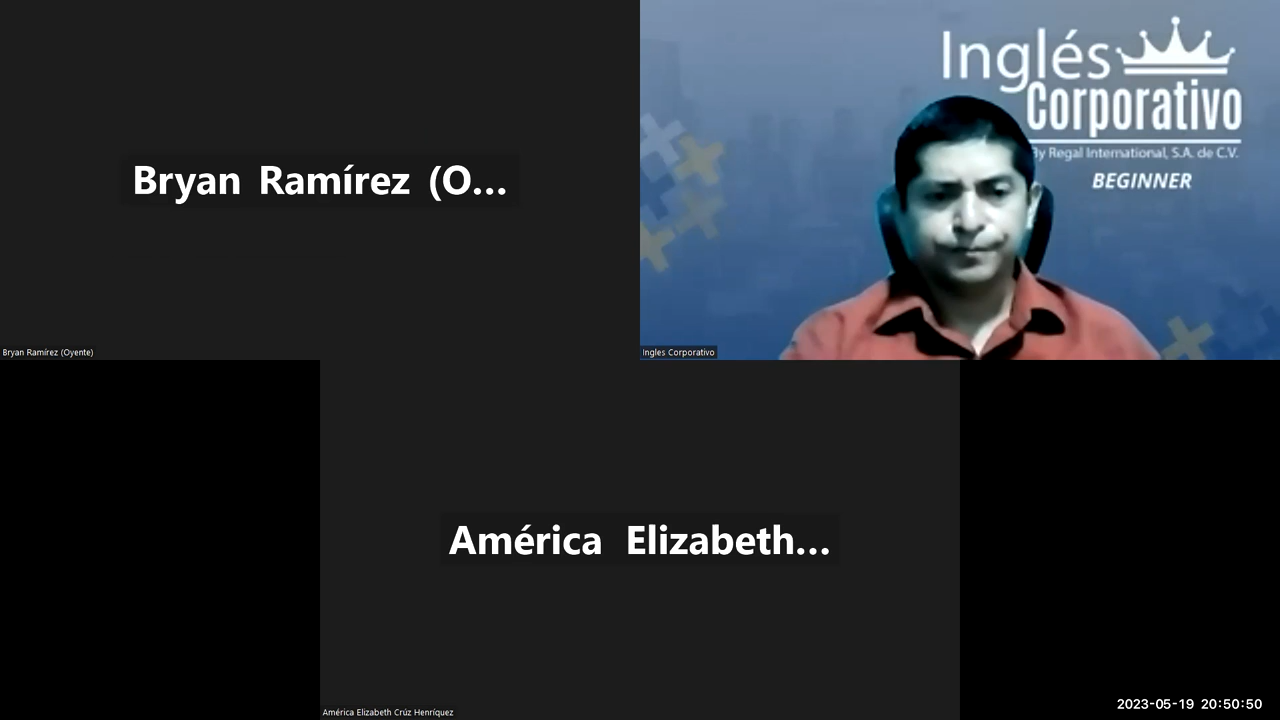 Bryan Ramírez (O...
Bryan Ramírez (Oyente)
Inglés
Corporativo
By Regal International, S.A. de C.V.
BEGINNER
Ingles Corporativo
América Elizabeth...
América Elizabeth Crúz Henríquez
2023-05-19 20:50:50